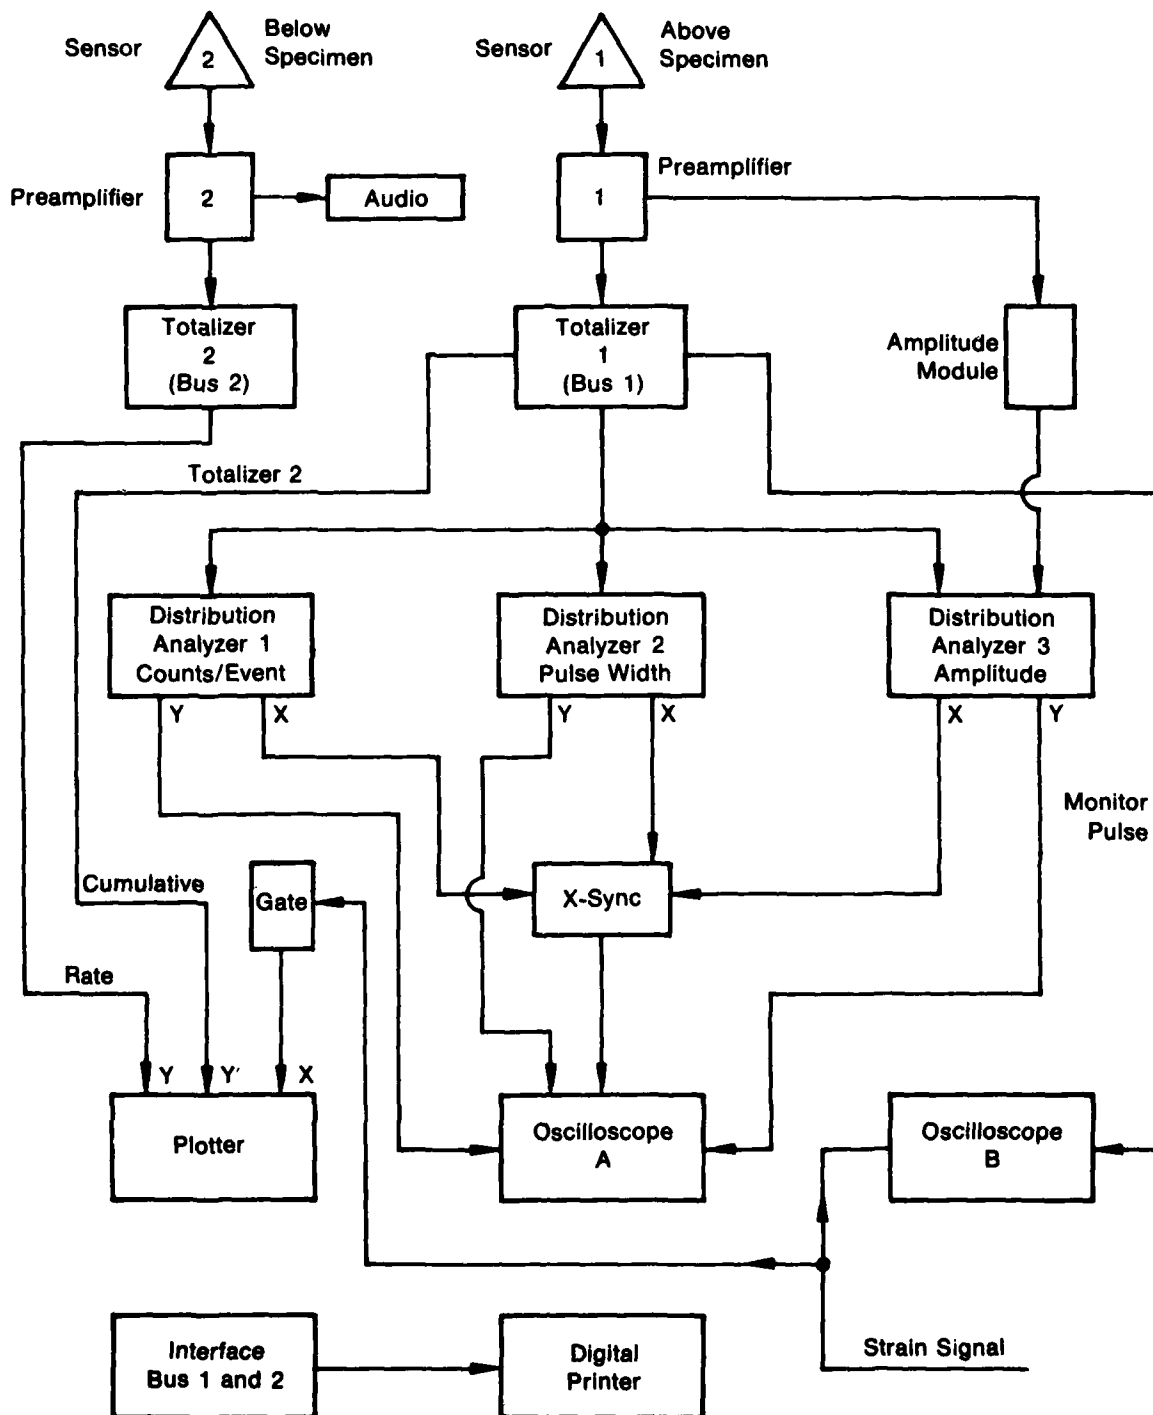 Sensor
2
Below
Specimen
Sensor
1
Above
Specimen
Preamplifier
2
Audio
1
Preamplifier
Totalizer
2
(Bus 2)
Totalizer
1
(Bus 1)
Amplitude
Module
Totalizer 2
Distribution
Analyzer 1
Counts/Event
Distribution
Analyzer 2
Pulse Width
Distribution
Analyzer 3
Amplitude
Y
X
Y
X
X
Y
Monitor
Pulse
Cumulative
Gate
X-Sync
Rate
Y
Y'
X
Plotter
Oscilloscope
A
Oscilloscope
B
Interface
Bus 1 and 2
Digital
Printer
Strain Signal